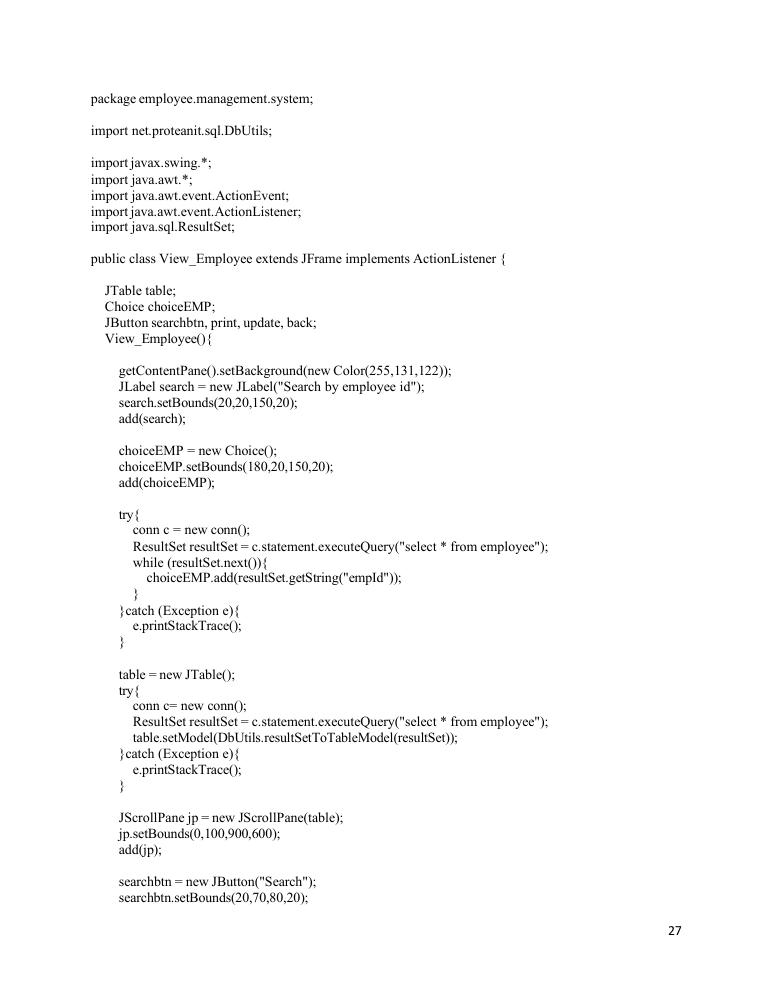 package employee.management.system;
import net.proteanit.sql.DbUtils;
import javax.swing.*;
import java.awt.*;
import java.awt.event.ActionEvent;
import java.awt.event.ActionListener;
import java.sql.ResultSet;
public class View_Employee extends JFrame implements ActionListener {
JTable table;
Choice choiceEMP;
JButton searchbtn, print, update, back;
View_Employee(){
getContentPane().setBackground(new Color(255,131,122));
JLabel search = new JLabel("Search by employee id");
search.setBounds(20,20,150,20);
add(search);
choiceEMP = new Choice();
choiceEMP.setBounds(180,20,150,20);
add(choiceEMP);
try{
conn c = new conn();
ResultSet resultSet = c.statement.executeQuery("select * from employee");
while (resultSet.next()){
choiceEMP.add(resultSet.getString("empId"));
}
}catch (Exception e){
e.printStackTrace();
}
table = new JTable();
try{
conn c= new conn();
ResultSet resultSet = c.statement.executeQuery("select * from employee");
table.setModel(DbUtils.resultSetToTableModel(resultSet));
}catch (Exception e){
e.printStackTrace();
}
JScrollPane jp = new JScrollPane(table);
jp.setBounds(0,100,900,600);
add(jp);
searchbtn = new JButton("Search");
searchbtn.setBounds(20,70,80,20);
27